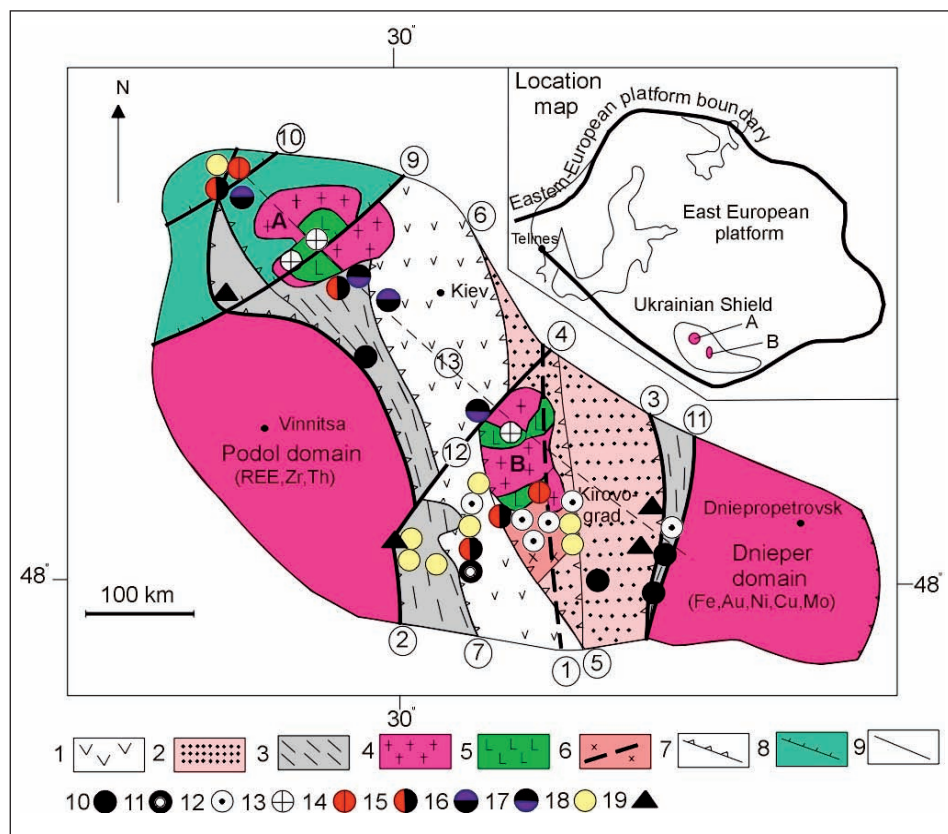 30"
N
Location
map
Eastern-European platform boundary
East European
platform
Tellnes
Ukrainian Shield
A
B
10
9
6
A
Kiev
13
4
3
11
Vinnitsa
Podol domain
(REE,Zr,Th)
12
B
Kirovo-
grad
Dniepropetrovsk
Dnieper
domain
(Fe,Au,Ni,Cu,Mo)
48°
48°
100 km
2
7
1
5
30"
1 2 3 4 5 6 7 8 9
10 11 12 13 14 15 16 17 18 19